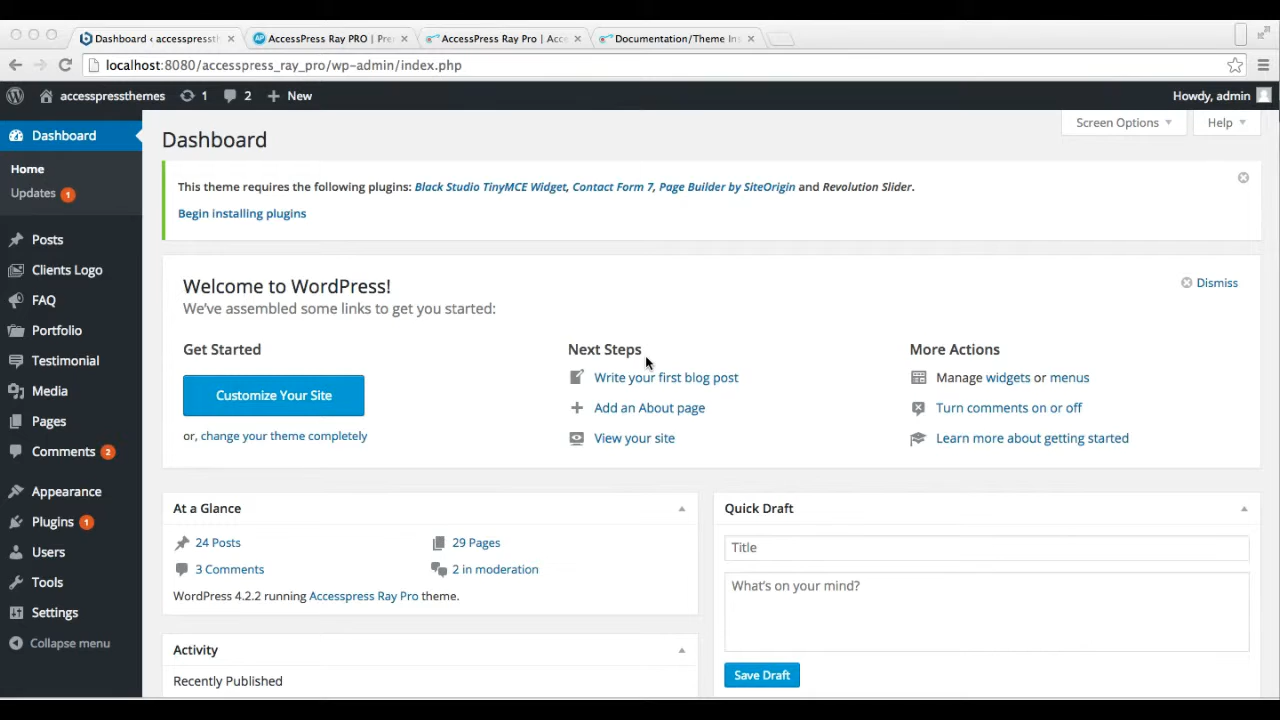 Dashboard ‹ accesspressth
AccessPress Ray PRO | Pre
AccessPress Ray Pro | Acce
Documentation/Theme Ins
localhost:8080/accesspress_ray_pro/wp-admin/index.php
accesspressthemes
1
2
New
Howdy, admin
Dashboard
Home
Updates 1
Posts
Clients Logo
FAQ
Portfolio
Testimonial
Media
Pages
Comments 2
Appearance
Plugins 1
Users
Tools
Settings
Collapse menu
Dashboard
Screen Options
Help
This theme requires the following plugins: Black Studio TinyMCE Widget, Contact Form 7, Page Builder by SiteOrigin and Revolution Slider.
Begin installing plugins
Welcome to WordPress!
Dismiss
We've assembled some links to get you started:
Get Started
Customize Your Site
or, change your theme completely
Next Steps
Write your first blog post
Add an About page
View your site
More Actions
Manage widgets or menus
Turn comments on or off
Learn more about getting started
At a Glance
24 Posts
29 Pages
3 Comments
2 in moderation
WordPress 4.2.2 running Accesspress Ray Pro theme.
Activity
Recently Published
Quick Draft
Title
What's on your mind?
Save Draft